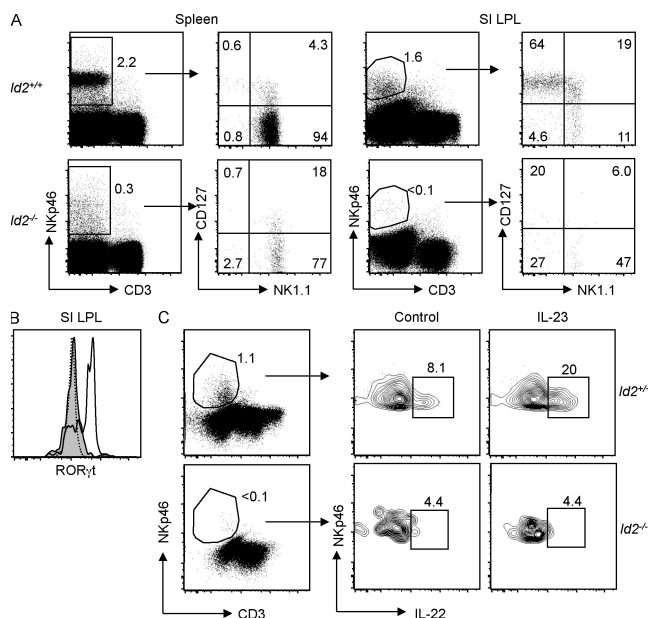 A
Spleen
SI LPL
Id2+/+
2.2
0.6 4.3
0.8 94
1.6
64 19
4.6 11
Id2-/-
NKp46
0.3
CD127
0.7 18
2.7 77
NKp46
<0.1
CD127
20 6.0
27 47
CD3
NK1.1
CD3
NK1.1
B
SI LPL
RORγt
C
Control
IL-23
1.1
8.1
20
Id2+/-
<0.1
4.4
4.4
Id2-/-
NKp46
NKp46
CD3
IL-22